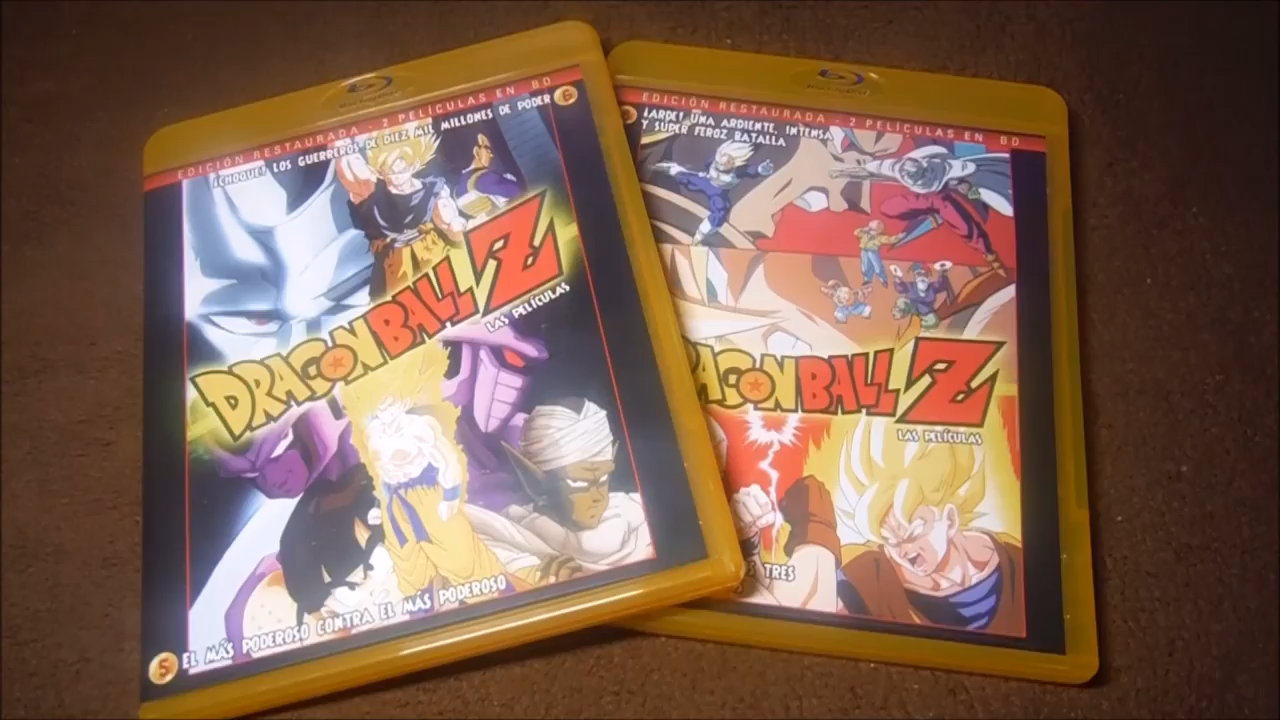 EDICIÓN RESTAURADA - 2 PELÍCULAS EN BD
¡CHOQUE! LOS GUERREROS DE DIEZ MIL MILLONES DE PODER 6
DRAGON BALL Z
LAS PELÍCULAS
EL MÁS PODEROSO CONTRA EL MÁS PODEROSO
5
EDICIÓN RESTAURADA - 2 PELÍCULAS EN BD
¡ARDE! UNA ARDIENTE, INTENSA
Y SUPER FEROZ BATALLA
DRAGON BALL Z
LAS PELÍCULAS
TRES